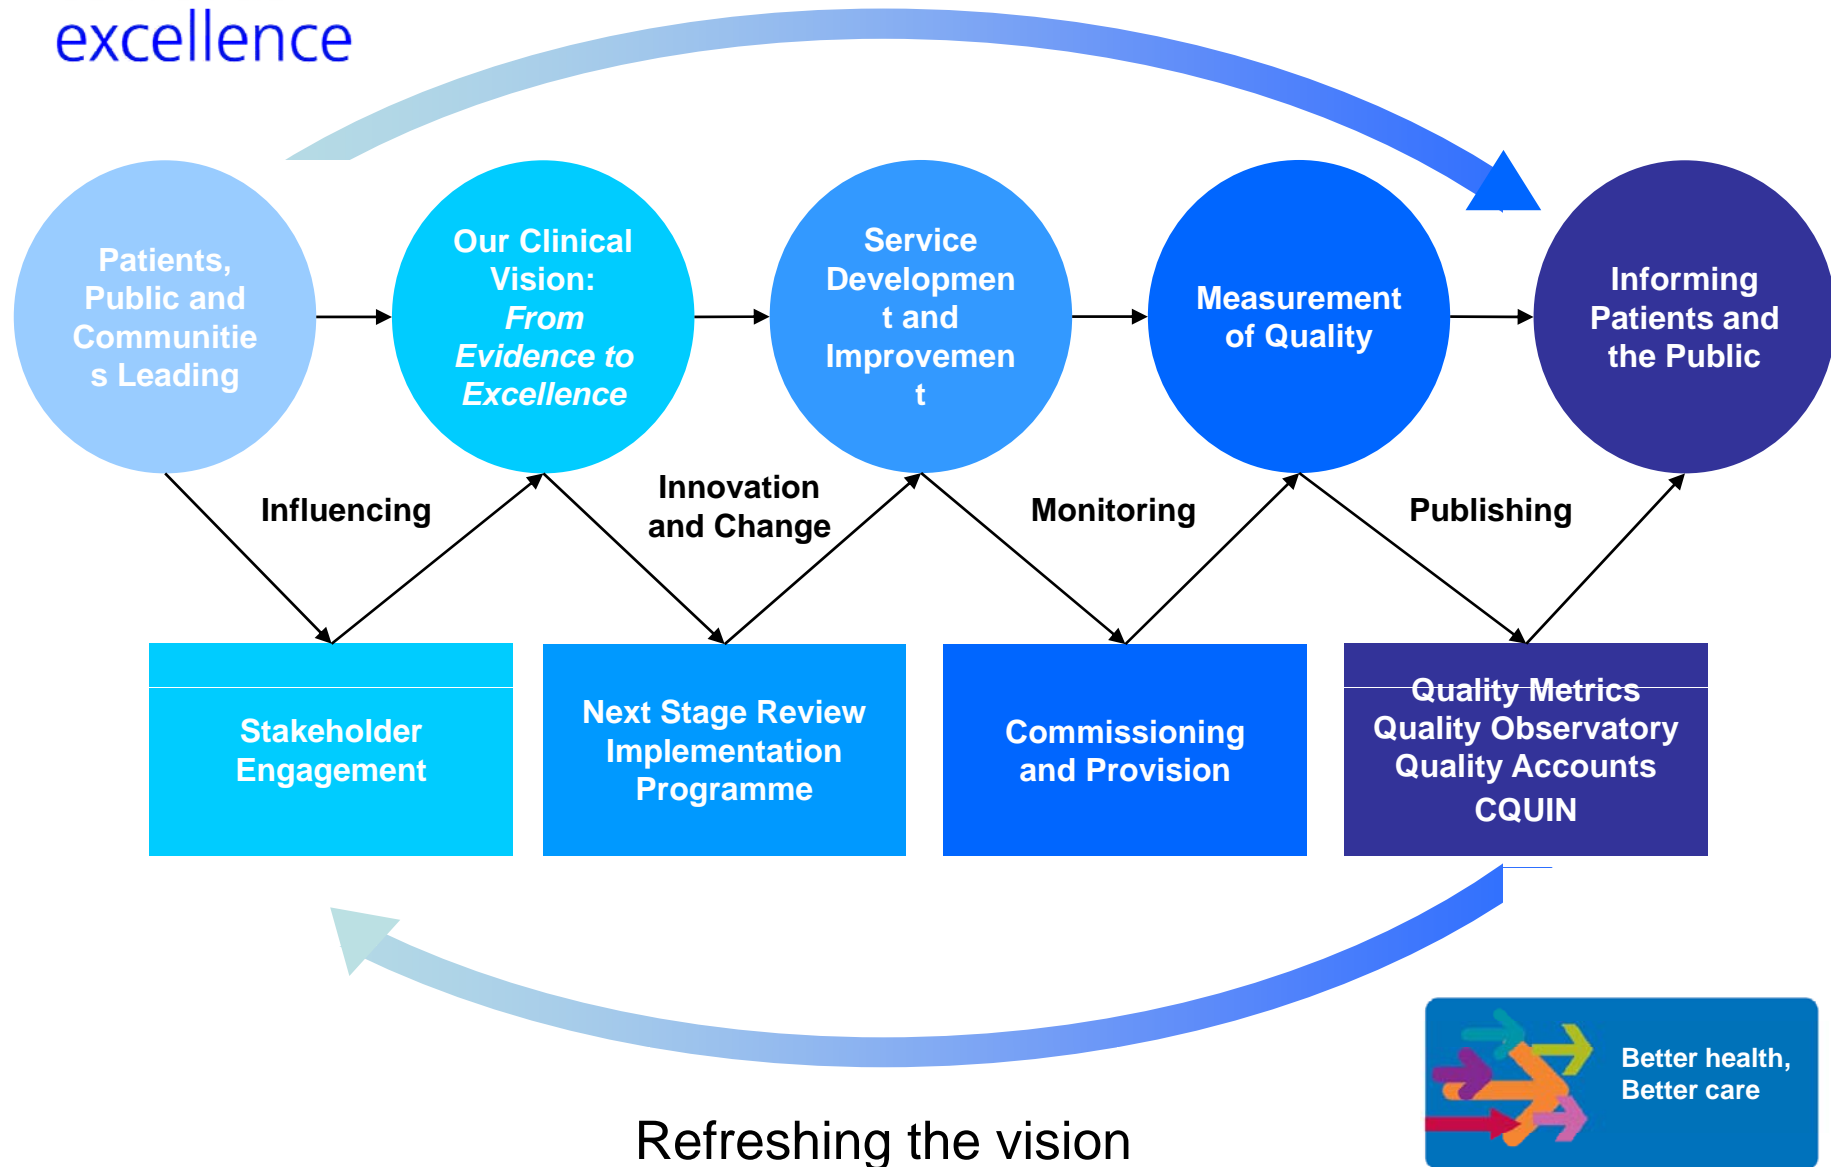 excellence
Patients,
Public and
Communitie
s Leading
Our Clinical
Vision:
From
Evidence to
Excellence
Service
Developmen
t and
Improvemen
t
Measurement
of Quality
Informing
Patients and
the Public
Influencing
Innovation
and Change
Monitoring
Publishing
Stakeholder
Engagement
Next Stage Review
Implementation
Programme
Commissioning
and Provision
Quality Metrics
Quality Observatory
Quality Accounts
CQUIN
Better health,
Better care
Refreshing the vision